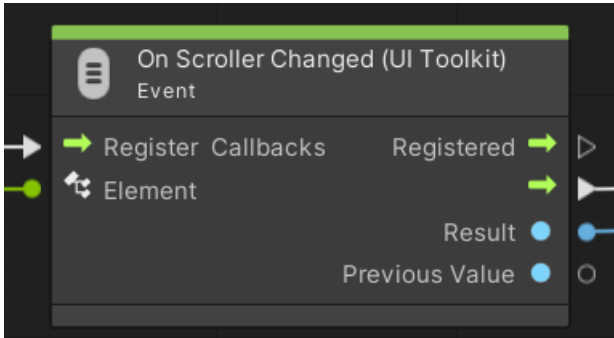 On Scroller Changed (UI Toolkit)
Event
Register Callbacks Registered
Element
Result
Previous Value